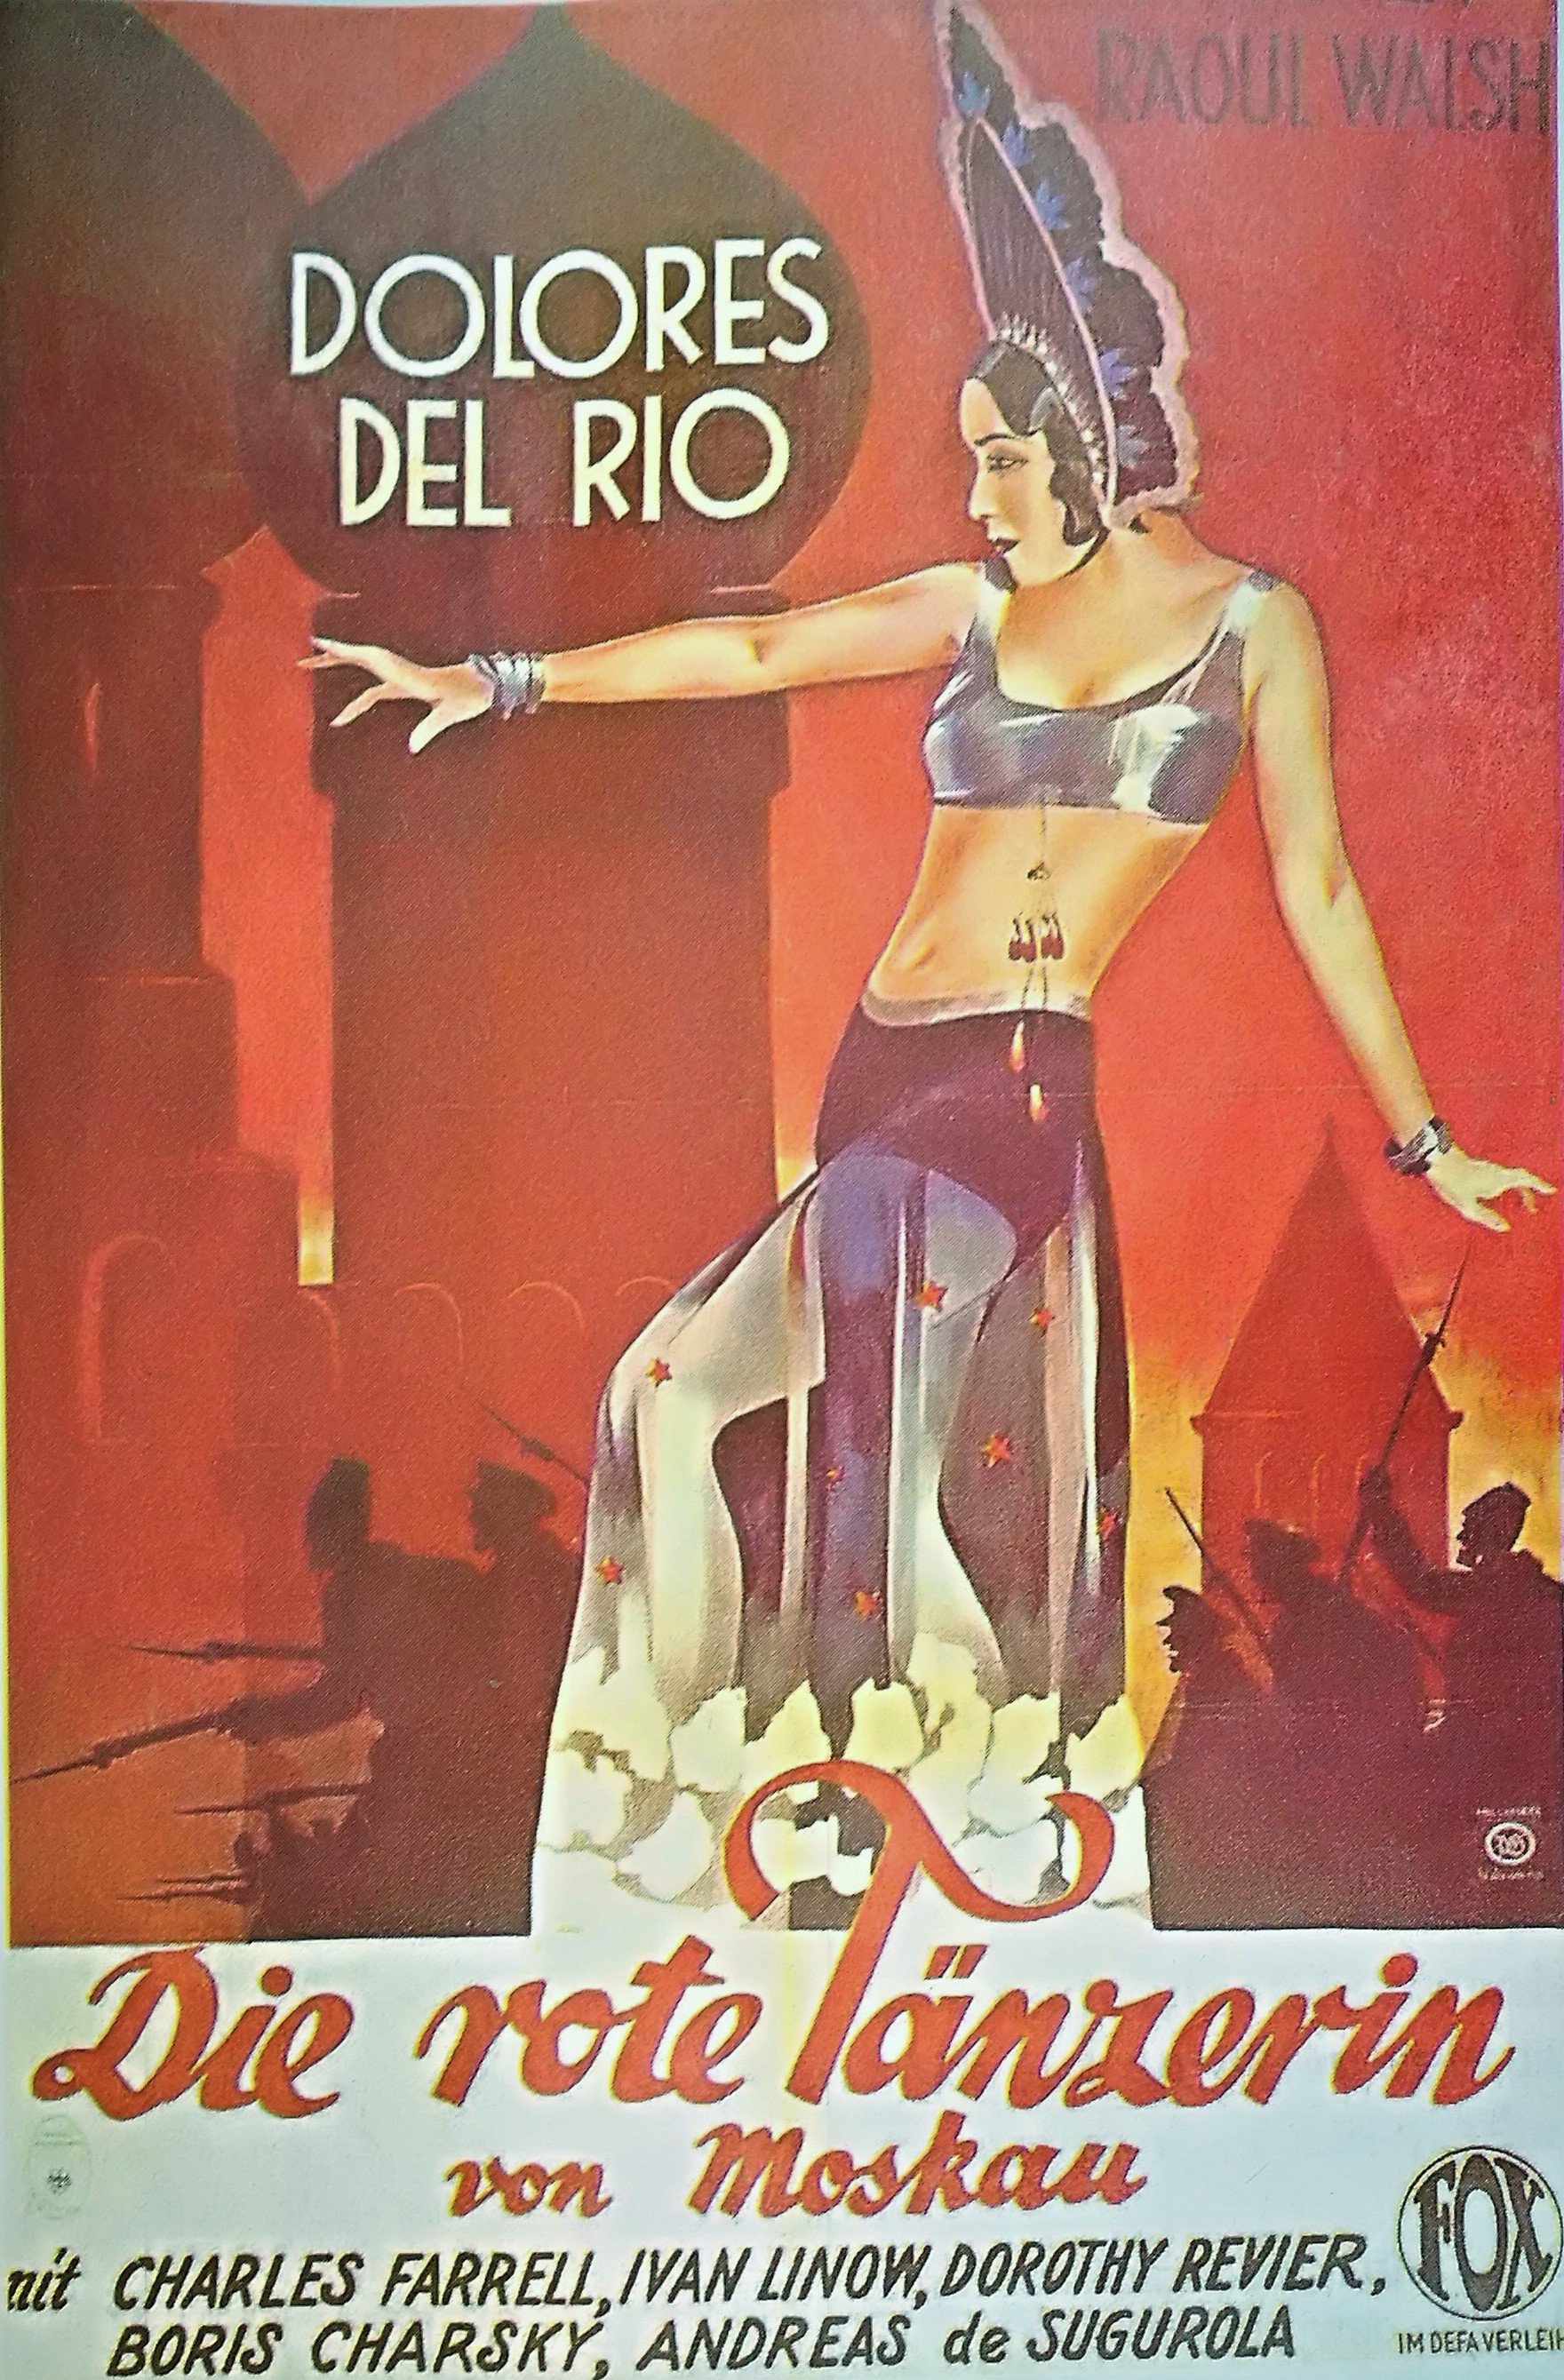 RAOUL WALSH
DOLORES
DEL RIO
Die rote Tänzerin
von Moskau
mit CHARLES FARRELL, IVAN LINOW, DOROTHY REVIER,
BORIS CHARSKY, ANDREAS de SUGUROLA
FOX
IM DEFA VERLEIH